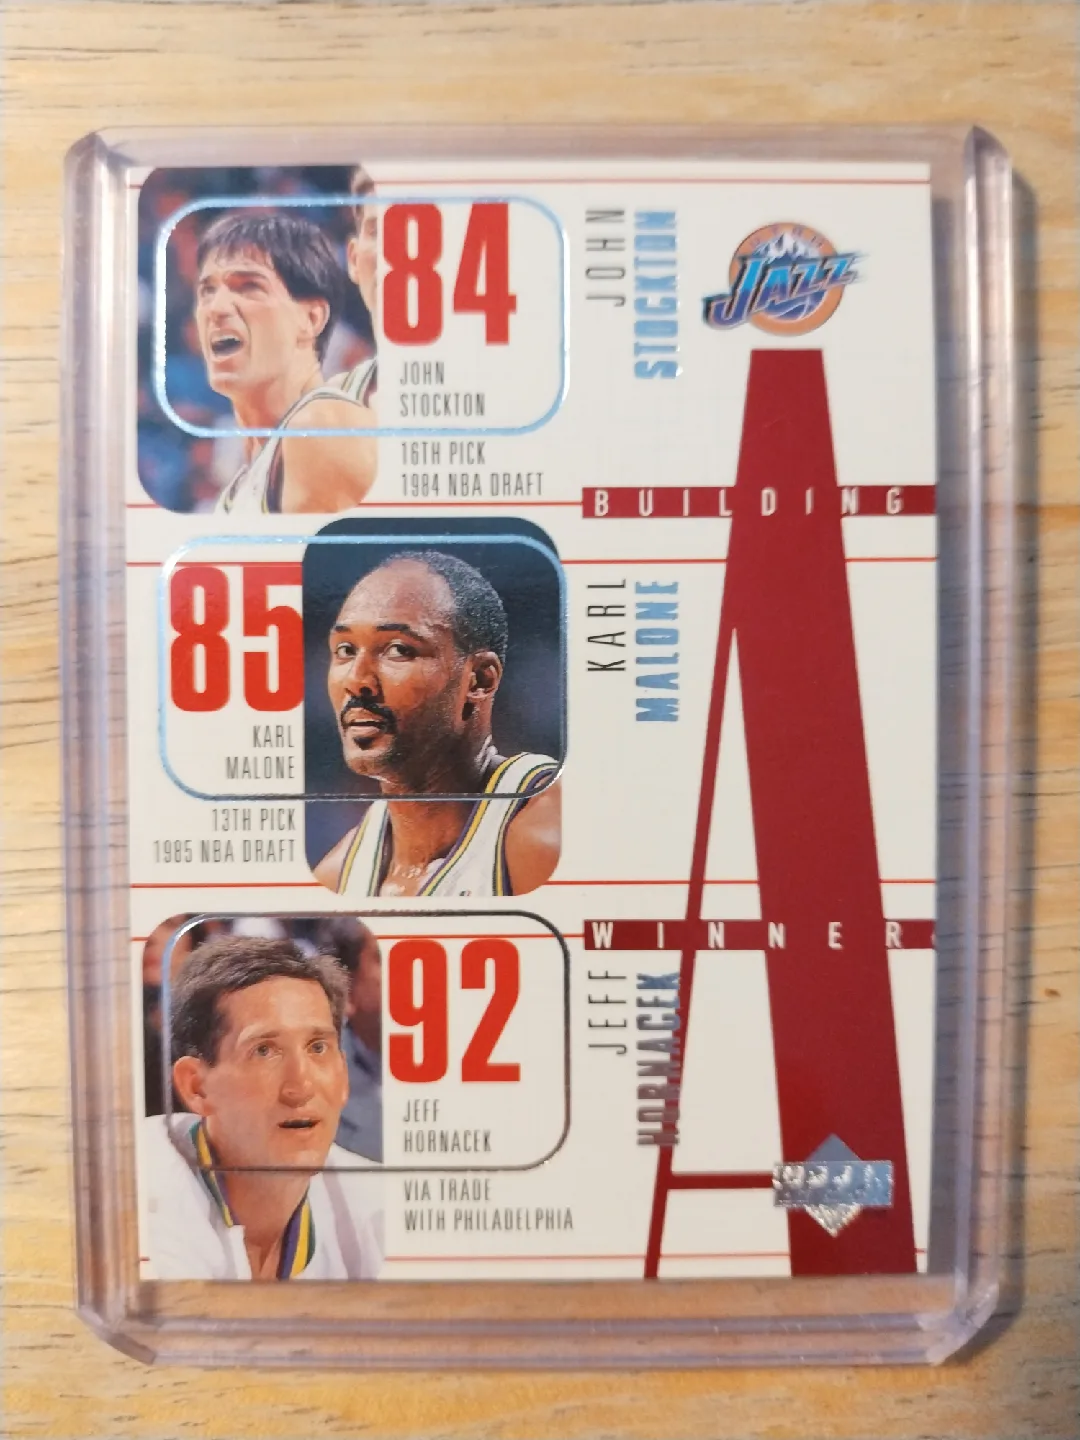 84
JOHN
STOCKTON
16TH PICK
1984 NBA DRAFT
85
KARL
MALONE
13TH PICK
1985 NBA DRAFT
92
JEFF
HORNACEK
VIA TRADE
WITH PHILADELPHIA
JOHN
STOCKTON
UTAH
JAZZ
BUILDING
A
KARL
MALONE
WINNER
JEFF
HORNACEK